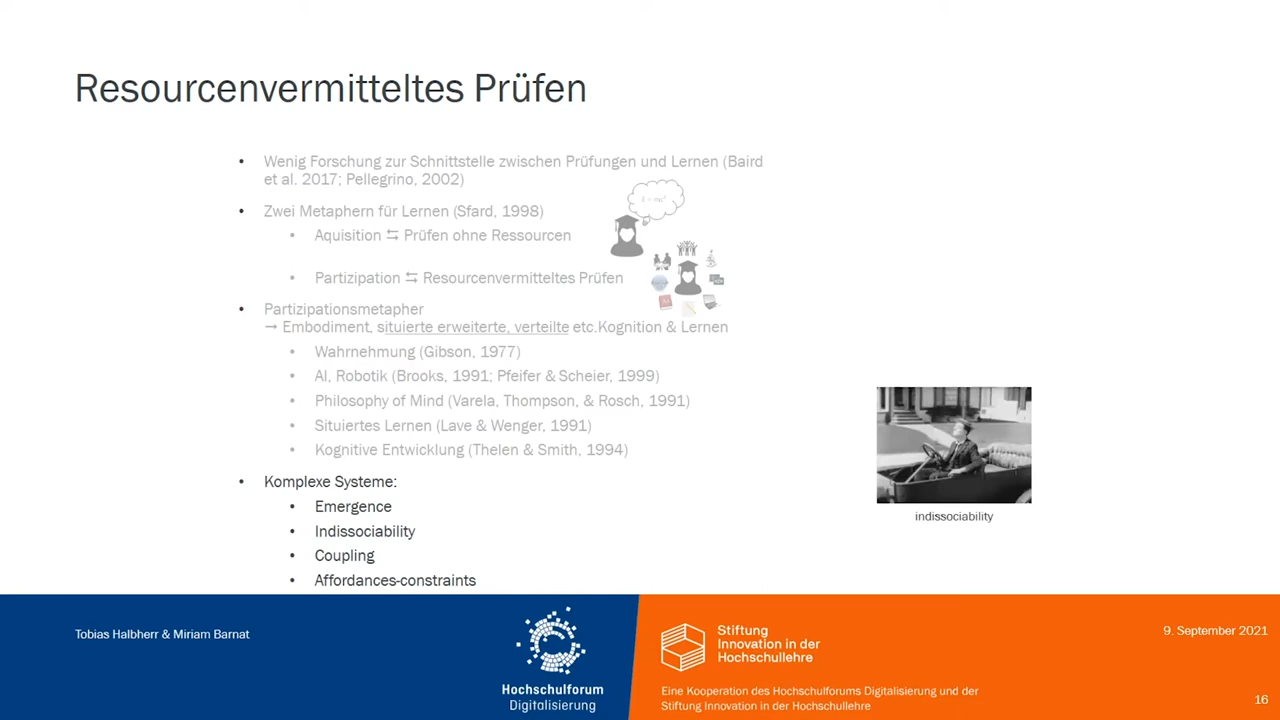 Resourcenvermitteltes Prüfen
• Wenig Forschung zur Schnittstelle zwischen Prüfungen und Lernen (Baird
et al. 2017; Pellegrino, 2002)
• Zwei Metaphern für Lernen (Sfard, 1998)
• Aquisition ⇆ Prüfen ohne Ressourcen
• Partizipation ⇆ Resourcenvermitteltes Prüfen
• Partizipationsmetapher
→ Embodiment, situierte erweiterte, verteilte etc.Kognition & Lernen
• Wahrnehmung (Gibson, 1977)
• AI, Robotik (Brooks, 1991; Pfeifer & Scheier, 1999)
• Philosophy of Mind (Varela, Thompson, & Rosch, 1991)
• Situiertes Lernen (Lave & Wenger, 1991)
• Kognitive Entwicklung (Thelen & Smith, 1994)
• Komplexe Systeme:
• Emergence
• Indissociability
• Coupling
• Affordances-constraints
indissociability
Tobias Halbherr & Miriam Barnat
Hochschulforum
Digitalisierung
Stiftung
Innovation in der
Hochschullehre
Eine Kooperation des Hochschulforums Digitalisierung und der
Stiftung Innovation in der Hochschullehre
9. September 2021
16